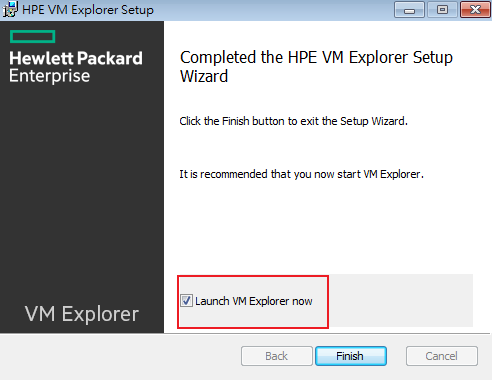 HPE VM Explorer Setup
Hewlett Packard
Enterprise
Completed the HPE VM Explorer Setup
Wizard
Click the Finish button to exit the Setup Wizard.
It is recommended that you now start VM Explorer.
Launch VM Explorer now
VM Explorer
Back
Finish
Cancel